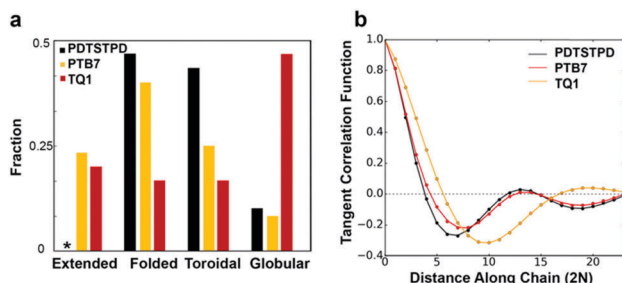 a
0.5
0.25
0
Fraction
PDTSTPD
PTB7
TQ1
*
Extended Folded Toroidal Globular
b
1.0
0.8
0.6
0.4
0.2
0.0
-0.2
-0.4
Tangent Correlation Function
PDTSTPD
PTB7
TQ1
0 5 10 15 20
Distance Along Chain (2N)